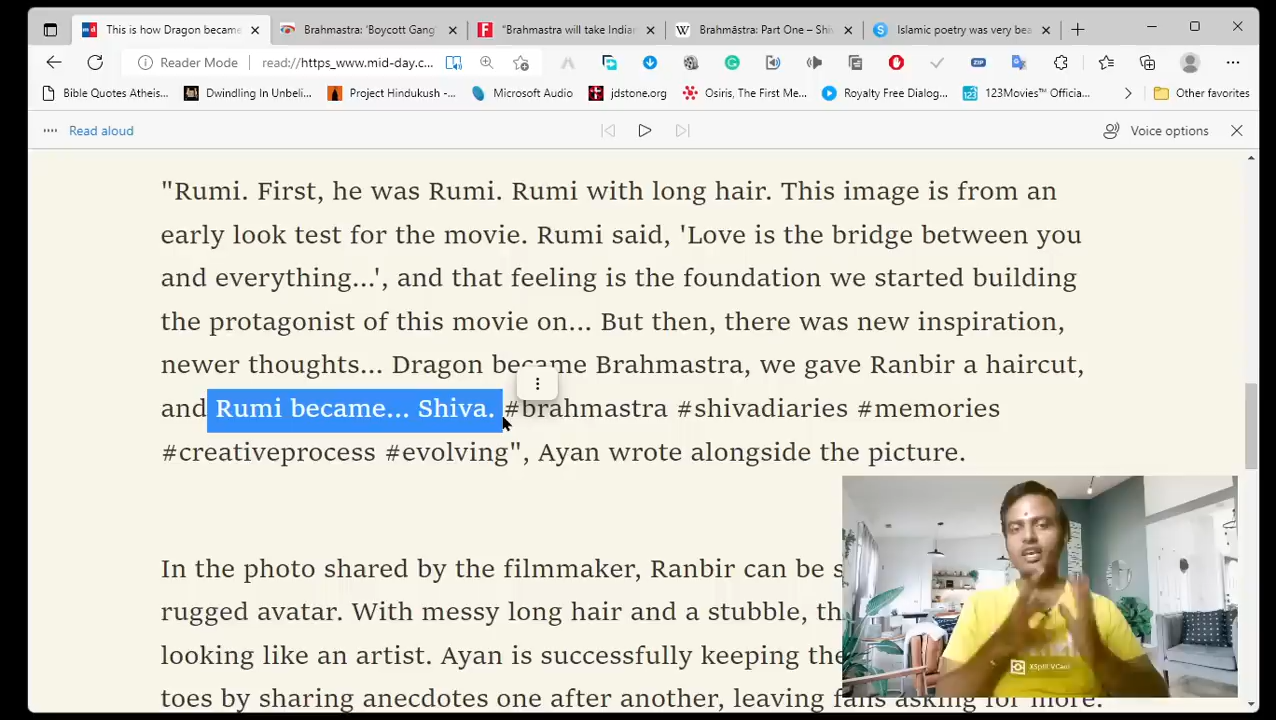 This is how Dragon became
Brahmastra: 'Boycott Gang'
"Brahmastra will take Indian
Brahmāstra: Part One – Shiv
Islamic poetry was very bea
Reader Mode
read://https_www.mid-day.c...
Bible Quotes Atheis...
Dwindling In Unbeli...
Project Hindukush -...
Microsoft Audio
jdstone.org
Osiris, The First Me...
Royalty Free Dialog...
123Movies™ Officia...
Other favorites
Read aloud
Voice options
"Rumi. First, he was Rumi. Rumi with long hair. This image is from an
early look test for the movie. Rumi said, 'Love is the bridge between you
and everything...', and that feeling is the foundation we started building
the protagonist of this movie on... But then, there was new inspiration,
newer thoughts... Dragon became Brahmastra, we gave Ranbir a haircut,
and Rumi became... Shiva. #brahmastra #shivadiaries #memories
#creativeprocess #evolving", Ayan wrote alongside the picture.
In the photo shared by the filmmaker, Ranbir can be s
rugged avatar. With messy long hair and a stubble, th
looking like an artist. Ayan is successfully keeping the
toes by sharing anecdotes one after another, leaving fans asking for more.
XSplit VCam